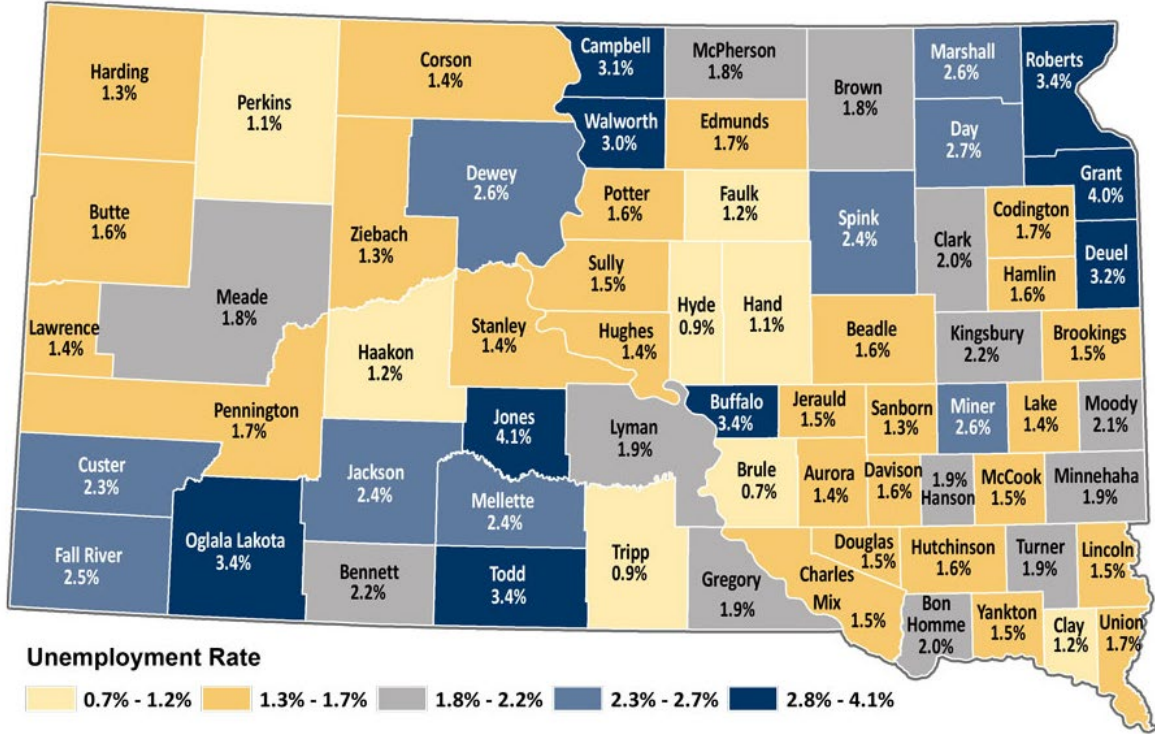 Harding
1.3%
Perkins
1.1%
Corson
1.4%
Campbell
3.1%
McPherson
1.8%
Brown
1.8%
Marshall
2.6%
Roberts
3.4%
Walworth
3.0%
Edmunds
1.7%
Day
2.7%
Butte
1.6%
Ziebach
1.3%
Dewey
2.6%
Potter
1.6%
Faulk
1.2%
Spink
2.4%
Clark
2.0%
Codington
1.7%
Grant
4.0%
Meade
1.8%
Sully
1.5%
Hyde
0.9%
Hand
1.1%
Hamlin
1.6%
Deuel
3.2%
Lawrence
1.4%
Haakon
1.2%
Stanley
1.4%
Hughes
1.4%
Beadle
1.6%
Kingsbury
2.2%
Brookings
1.5%
Pennington
1.7%
Jones
4.1%
Lyman
1.9%
Buffalo
3.4%
Jerauld
1.5%
Sanborn
1.3%
Miner
2.6%
Lake
1.4%
Moody
2.1%
Custer
2.3%
Jackson
2.4%
Mellette
2.4%
Brule
0.7%
Aurora
1.4%
Davison
1.6%
1.9%
Hanson
McCook
1.5%
Minnehaha
1.9%
Fall River
2.5%
Oglala Lakota
3.4%
Bennett
2.2%
Todd
3.4%
Tripp
0.9%
Gregory
1.9%
Charles
Mix
1.5%
Douglas
1.5%
Hutchinson
1.6%
Turner
1.9%
Lincoln
1.5%
Bon
Homme
2.0%
Yankton
1.5%
Clay
1.2%
Union
1.7%
Unemployment Rate
0.7% - 1.2%
1.3% - 1.7%
1.8% - 2.2%
2.3% - 2.7%
2.8% - 4.1%